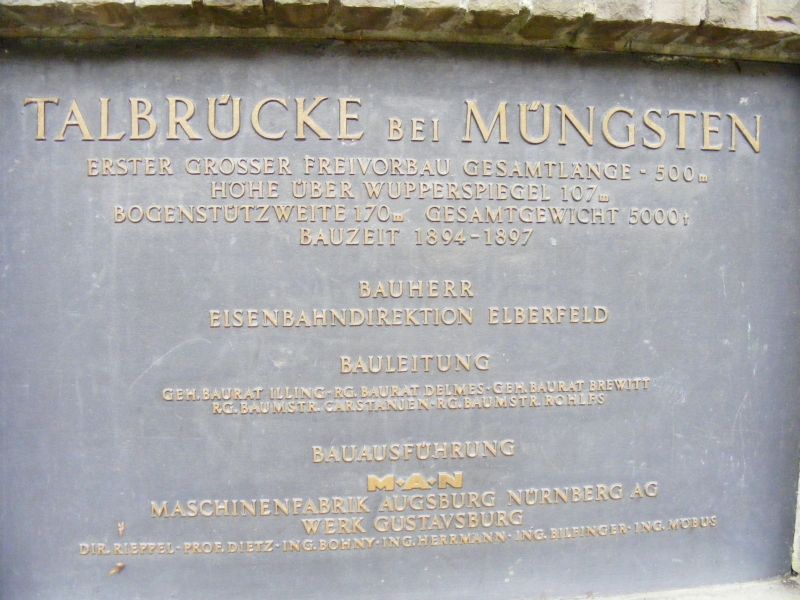 TALBRÜCKE BEI MÜNGSTEN
ERSTER GROSSER FREIVORBAU GESAMTLÄNGE - 500m
HÖHE ÜBER WUPPERSPIEGEL 107m
BOGENSTÜTZWEITE 170m GESAMTGEWICHT 5000t
BAUZEIT 1894-1897
BAUHERR
EISENBAHNDIREKTION ELBERFELD
BAULEITUNG
GEH. BAURAT ILLING·RG. BAURAT DELMES·GEH. BAURAT BREWITT
RG. BAUMSTR. CARSTANJEN·RG. BAUMSTR. ROHLFS
BAUAUSFÜHRUNG
M·A·N
MASCHINENFABRIK AUGSBURG NÜRNBERG AG
WERK GUSTAVSBURG
DIR. RIEPPEL·PROF. DIETZ·ING. BOHNY·ING. HERRMANN·ING. BILFINGER·ING. MÖBUS